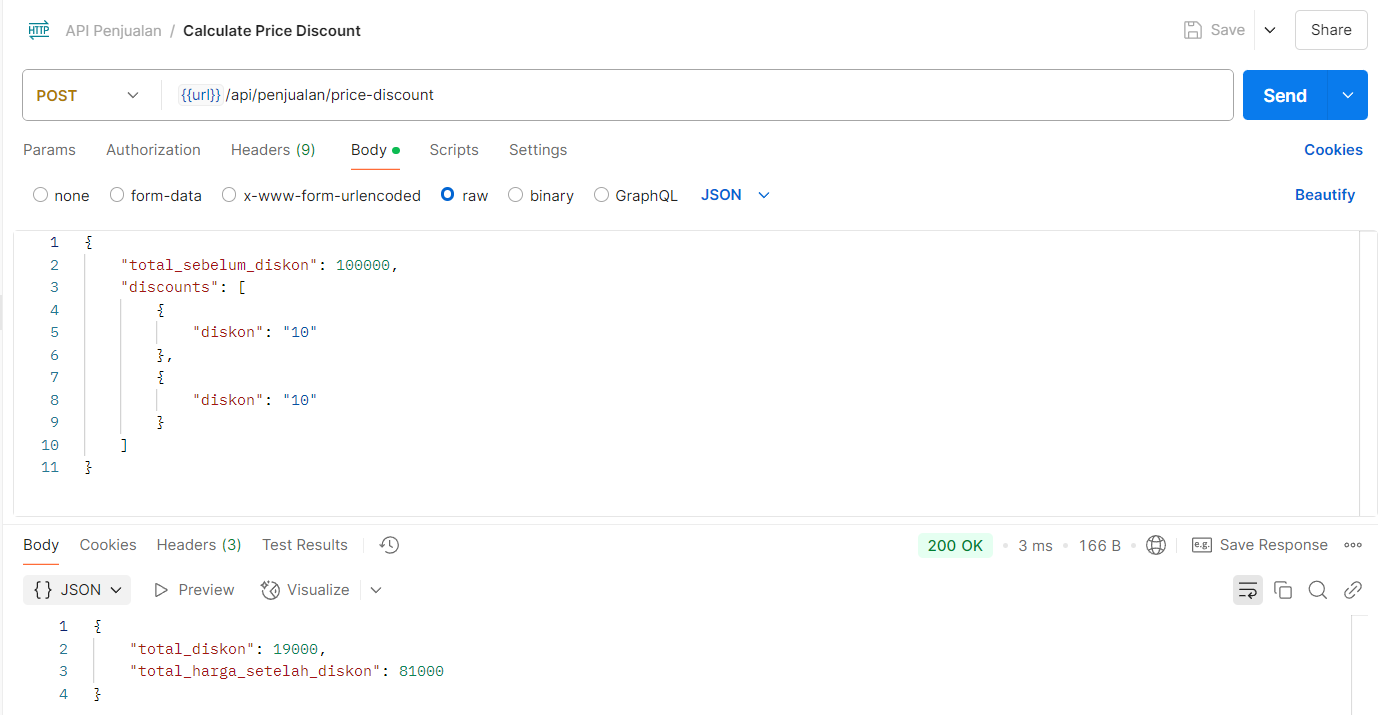 HTTP API Penjualan / Calculate Price Discount Save Share
POST {{url}} /api/penjualan/price-discount Send
Params Authorization Headers (9) Body Scripts Settings Cookies
none form-data x-www-form-urlencoded raw binary GraphQL JSON Beautify
1 {
2 "total_sebelum_diskon": 100000,
3 "discounts": [
4 {
5 "diskon": "10"
6 },
7 {
8 "diskon": "10"
9 }
10 ]
11 }
Body Cookies Headers (3) Test Results 200 OK • 3 ms • 166 B • e.g. Save Response
{} JSON Preview Visualize
1 {
2 "total_diskon": 19000,
3 "total_harga_setelah_diskon": 81000
4 }